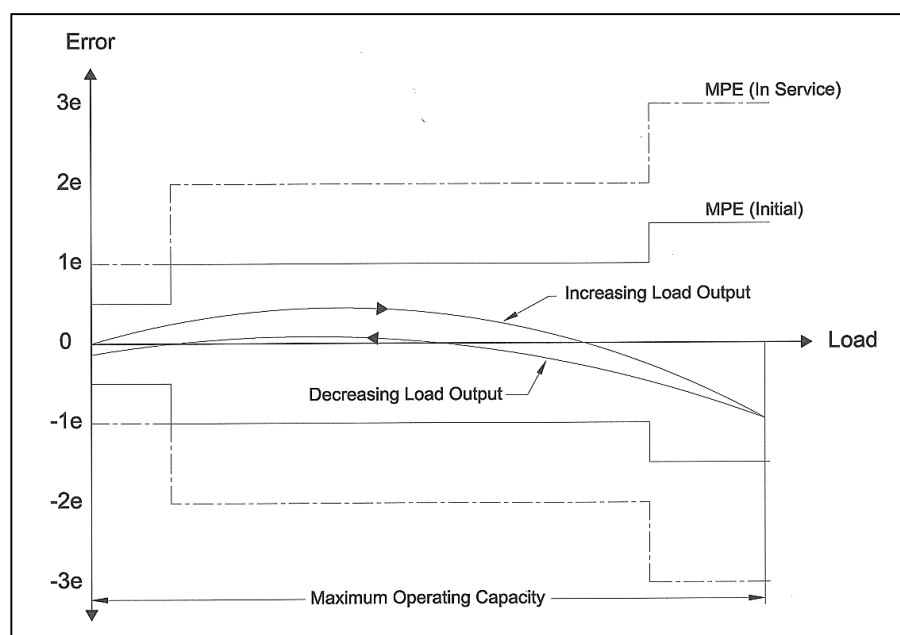 Error
3e
MPE (In Service)
2e
MPE (Initial)
1e
Increasing Load Output
0
Load
Decreasing Load Output
-1e
-2e
-3e
Maximum Operating Capacity